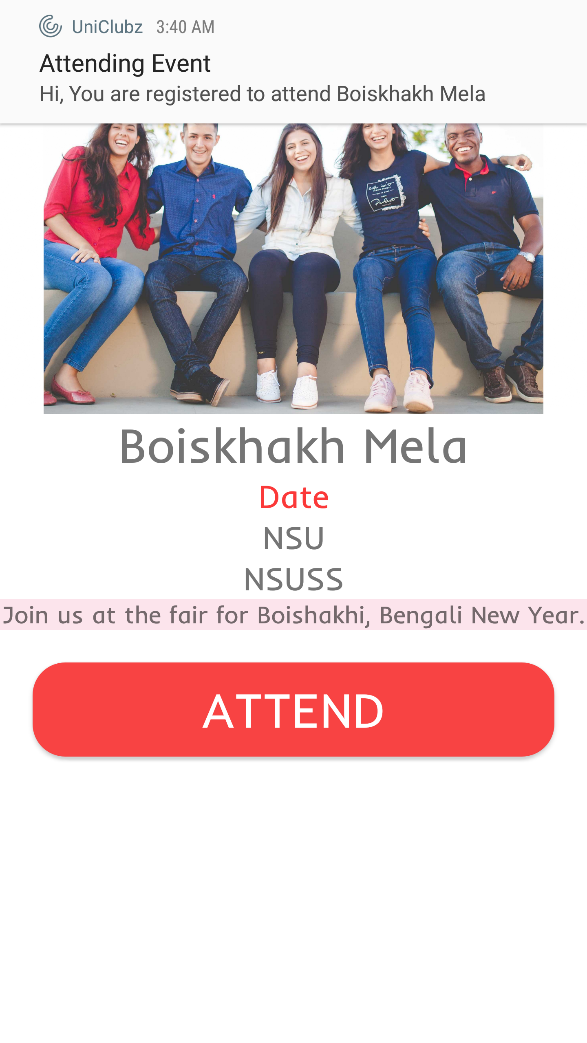 UniClubz 3:40 AM
Attending Event
Hi, You are registered to attend Boiskhakh Mela
Boiskhakh Mela
Date
NSU
NSUSS
Join us at the fair for Boishakhi, Bengali New Year.
ATTEND